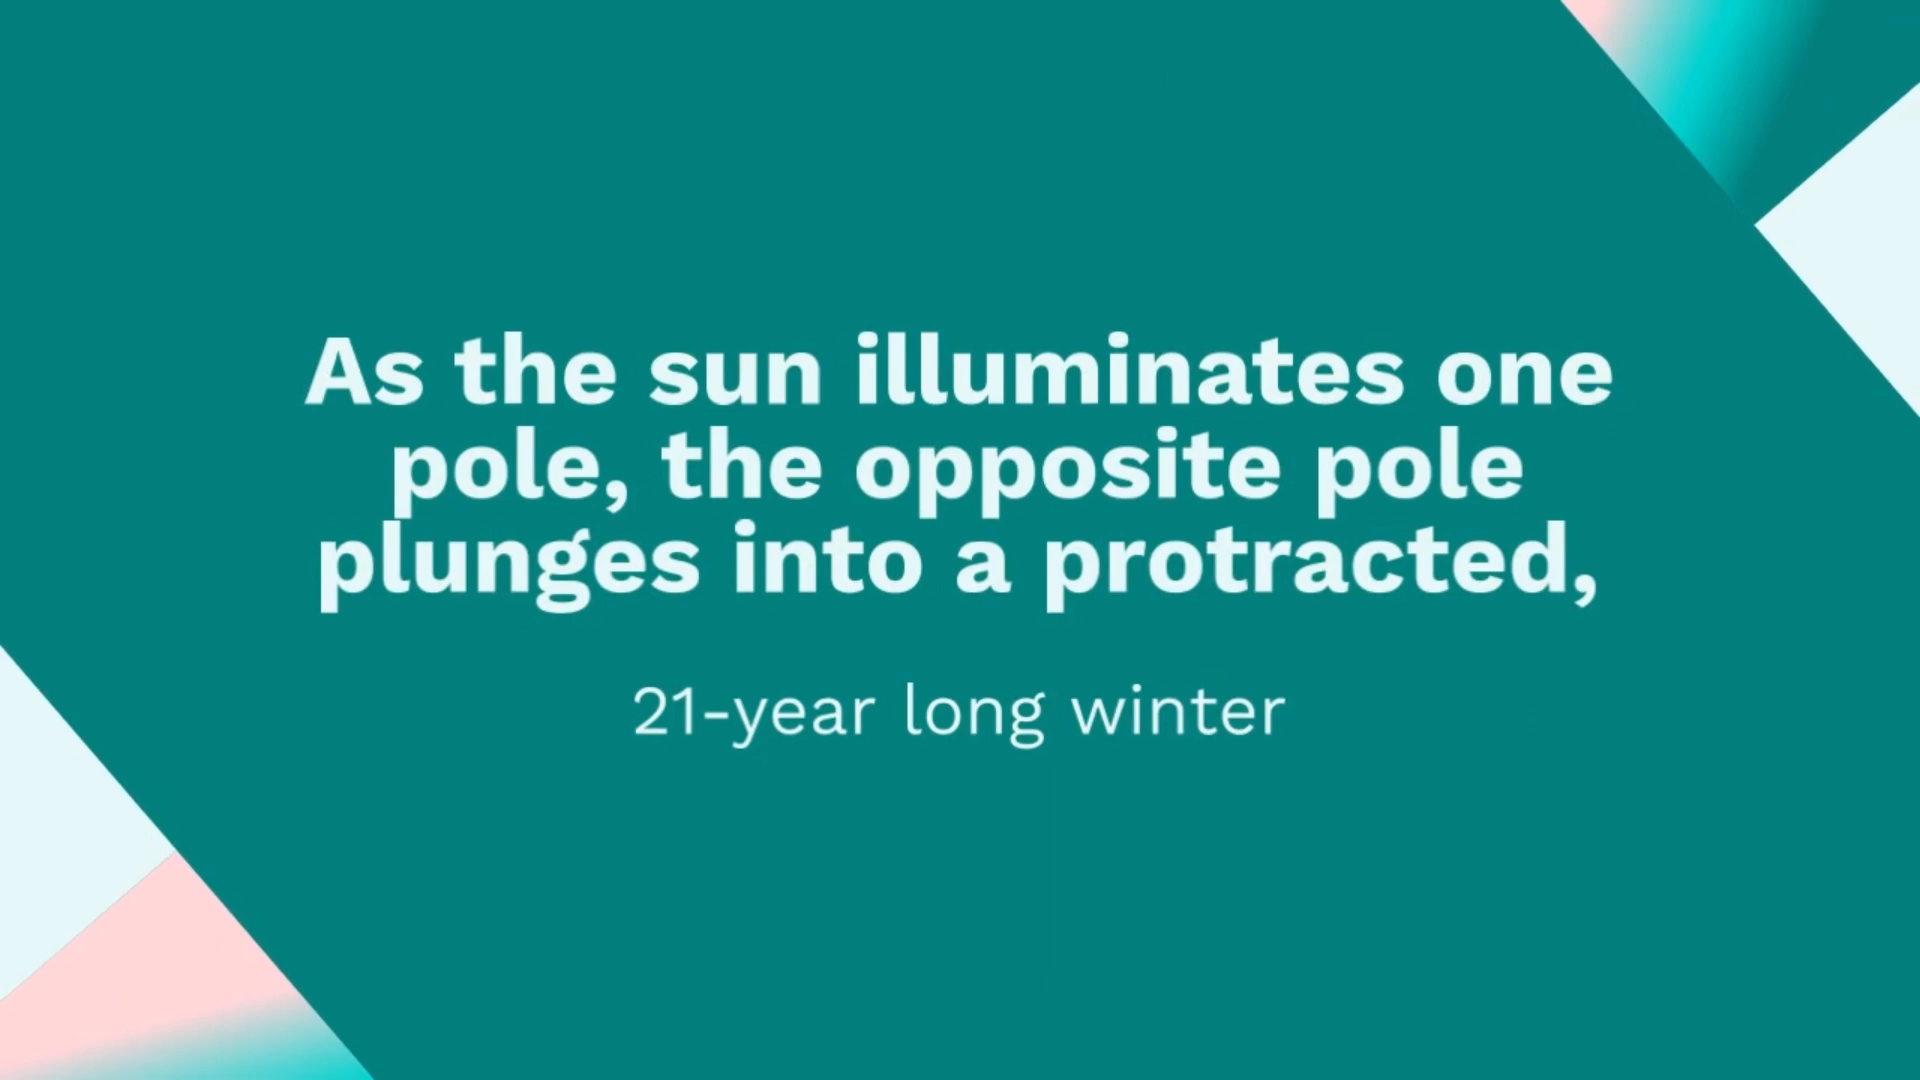 As the sun illuminates one
pole, the opposite pole
plunges into a protracted,
21-year long winter